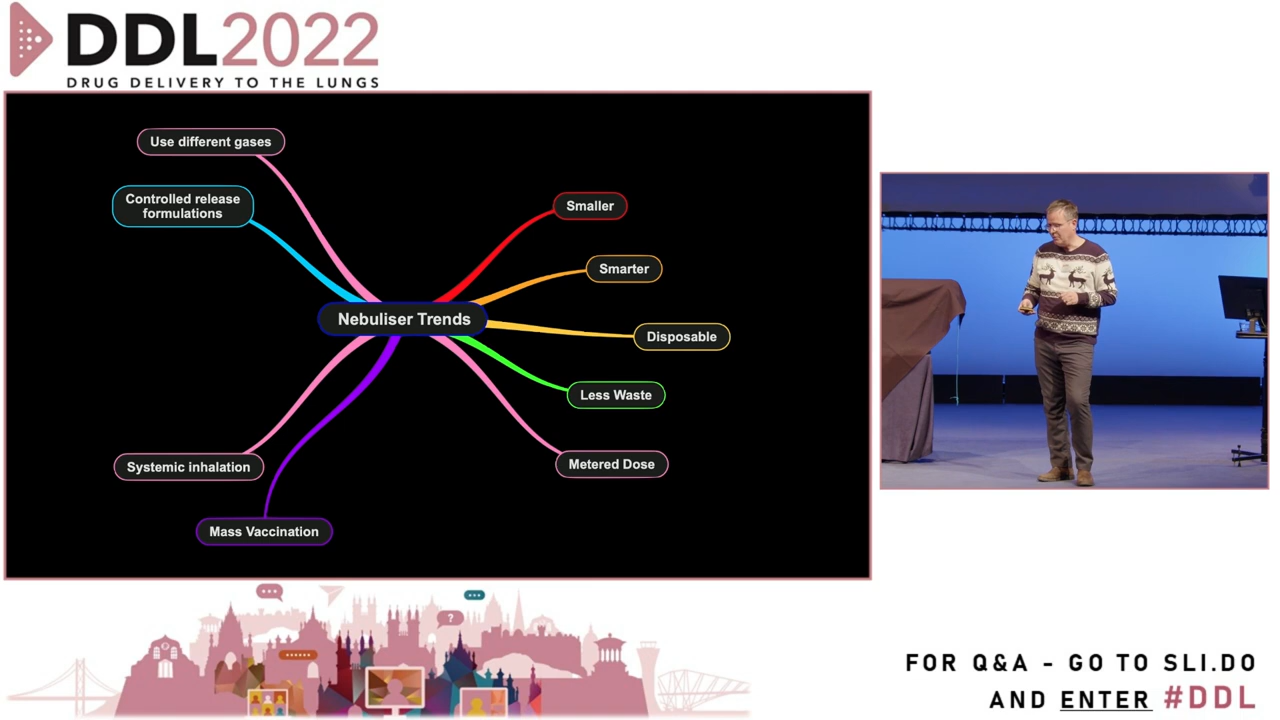 DDL2022
DRUG DELIVERY TO THE LUNGS
Use different gases
Controlled release
formulations
Smaller
Smarter
Nebuliser Trends
Disposable
Less Waste
Metered Dose
Systemic inhalation
Mass Vaccination
?
FOR Q&A - GO TO SLI.DO
AND ENTER #DDL